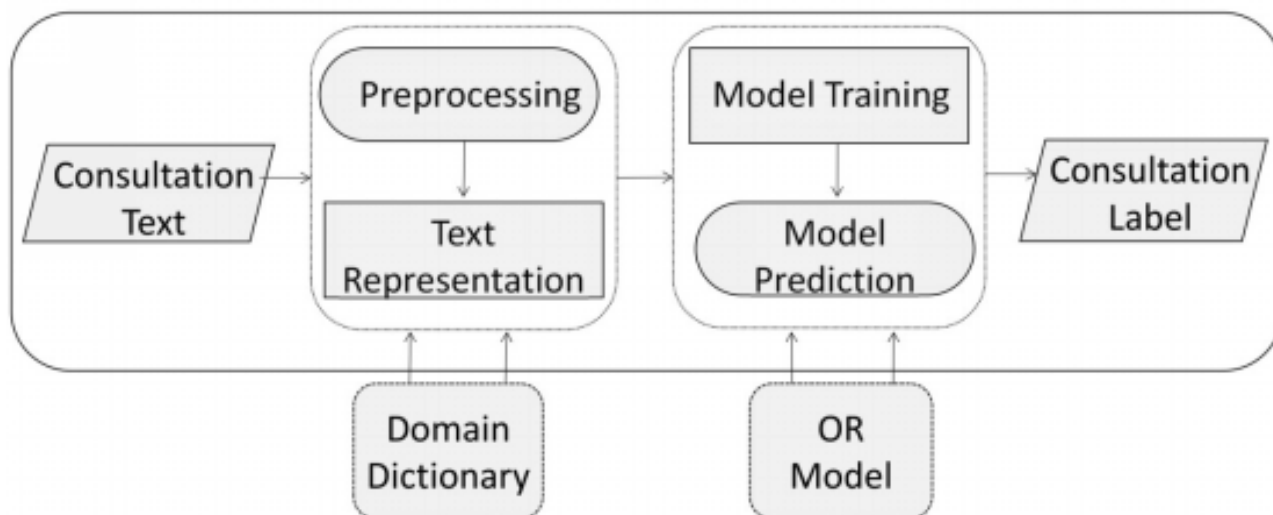 Preprocessing
Model Training
Consultation
Text
Text
Representation
Model
Prediction
Consultation
Label
Domain
Dictionary
OR
Model